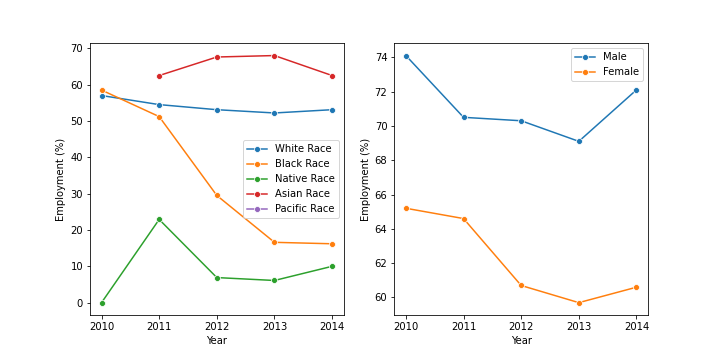 70
60
50
40
30
20
10
0
Employment (%)
2010 2011 2012 2013 2014
Year
White Race
Black Race
Native Race
Asian Race
Pacific Race
74
72
70
68
66
64
62
60
Employment (%)
2010 2011 2012 2013 2014
Year
Male
Female